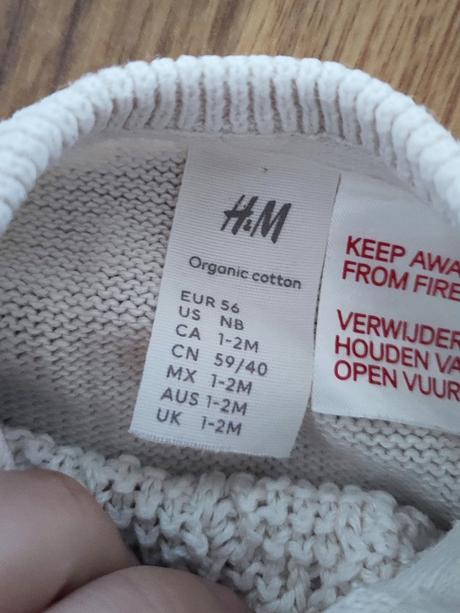 H&M
Organic cotton
EUR 56
US NB
CA 1-2M
CN 59/40
MX 1-2M
AUS 1-2M
UK 1-2M
KEEP AWA
FROM FIRE
VERWIJDER
HOUDEN VA
OPEN VUUR